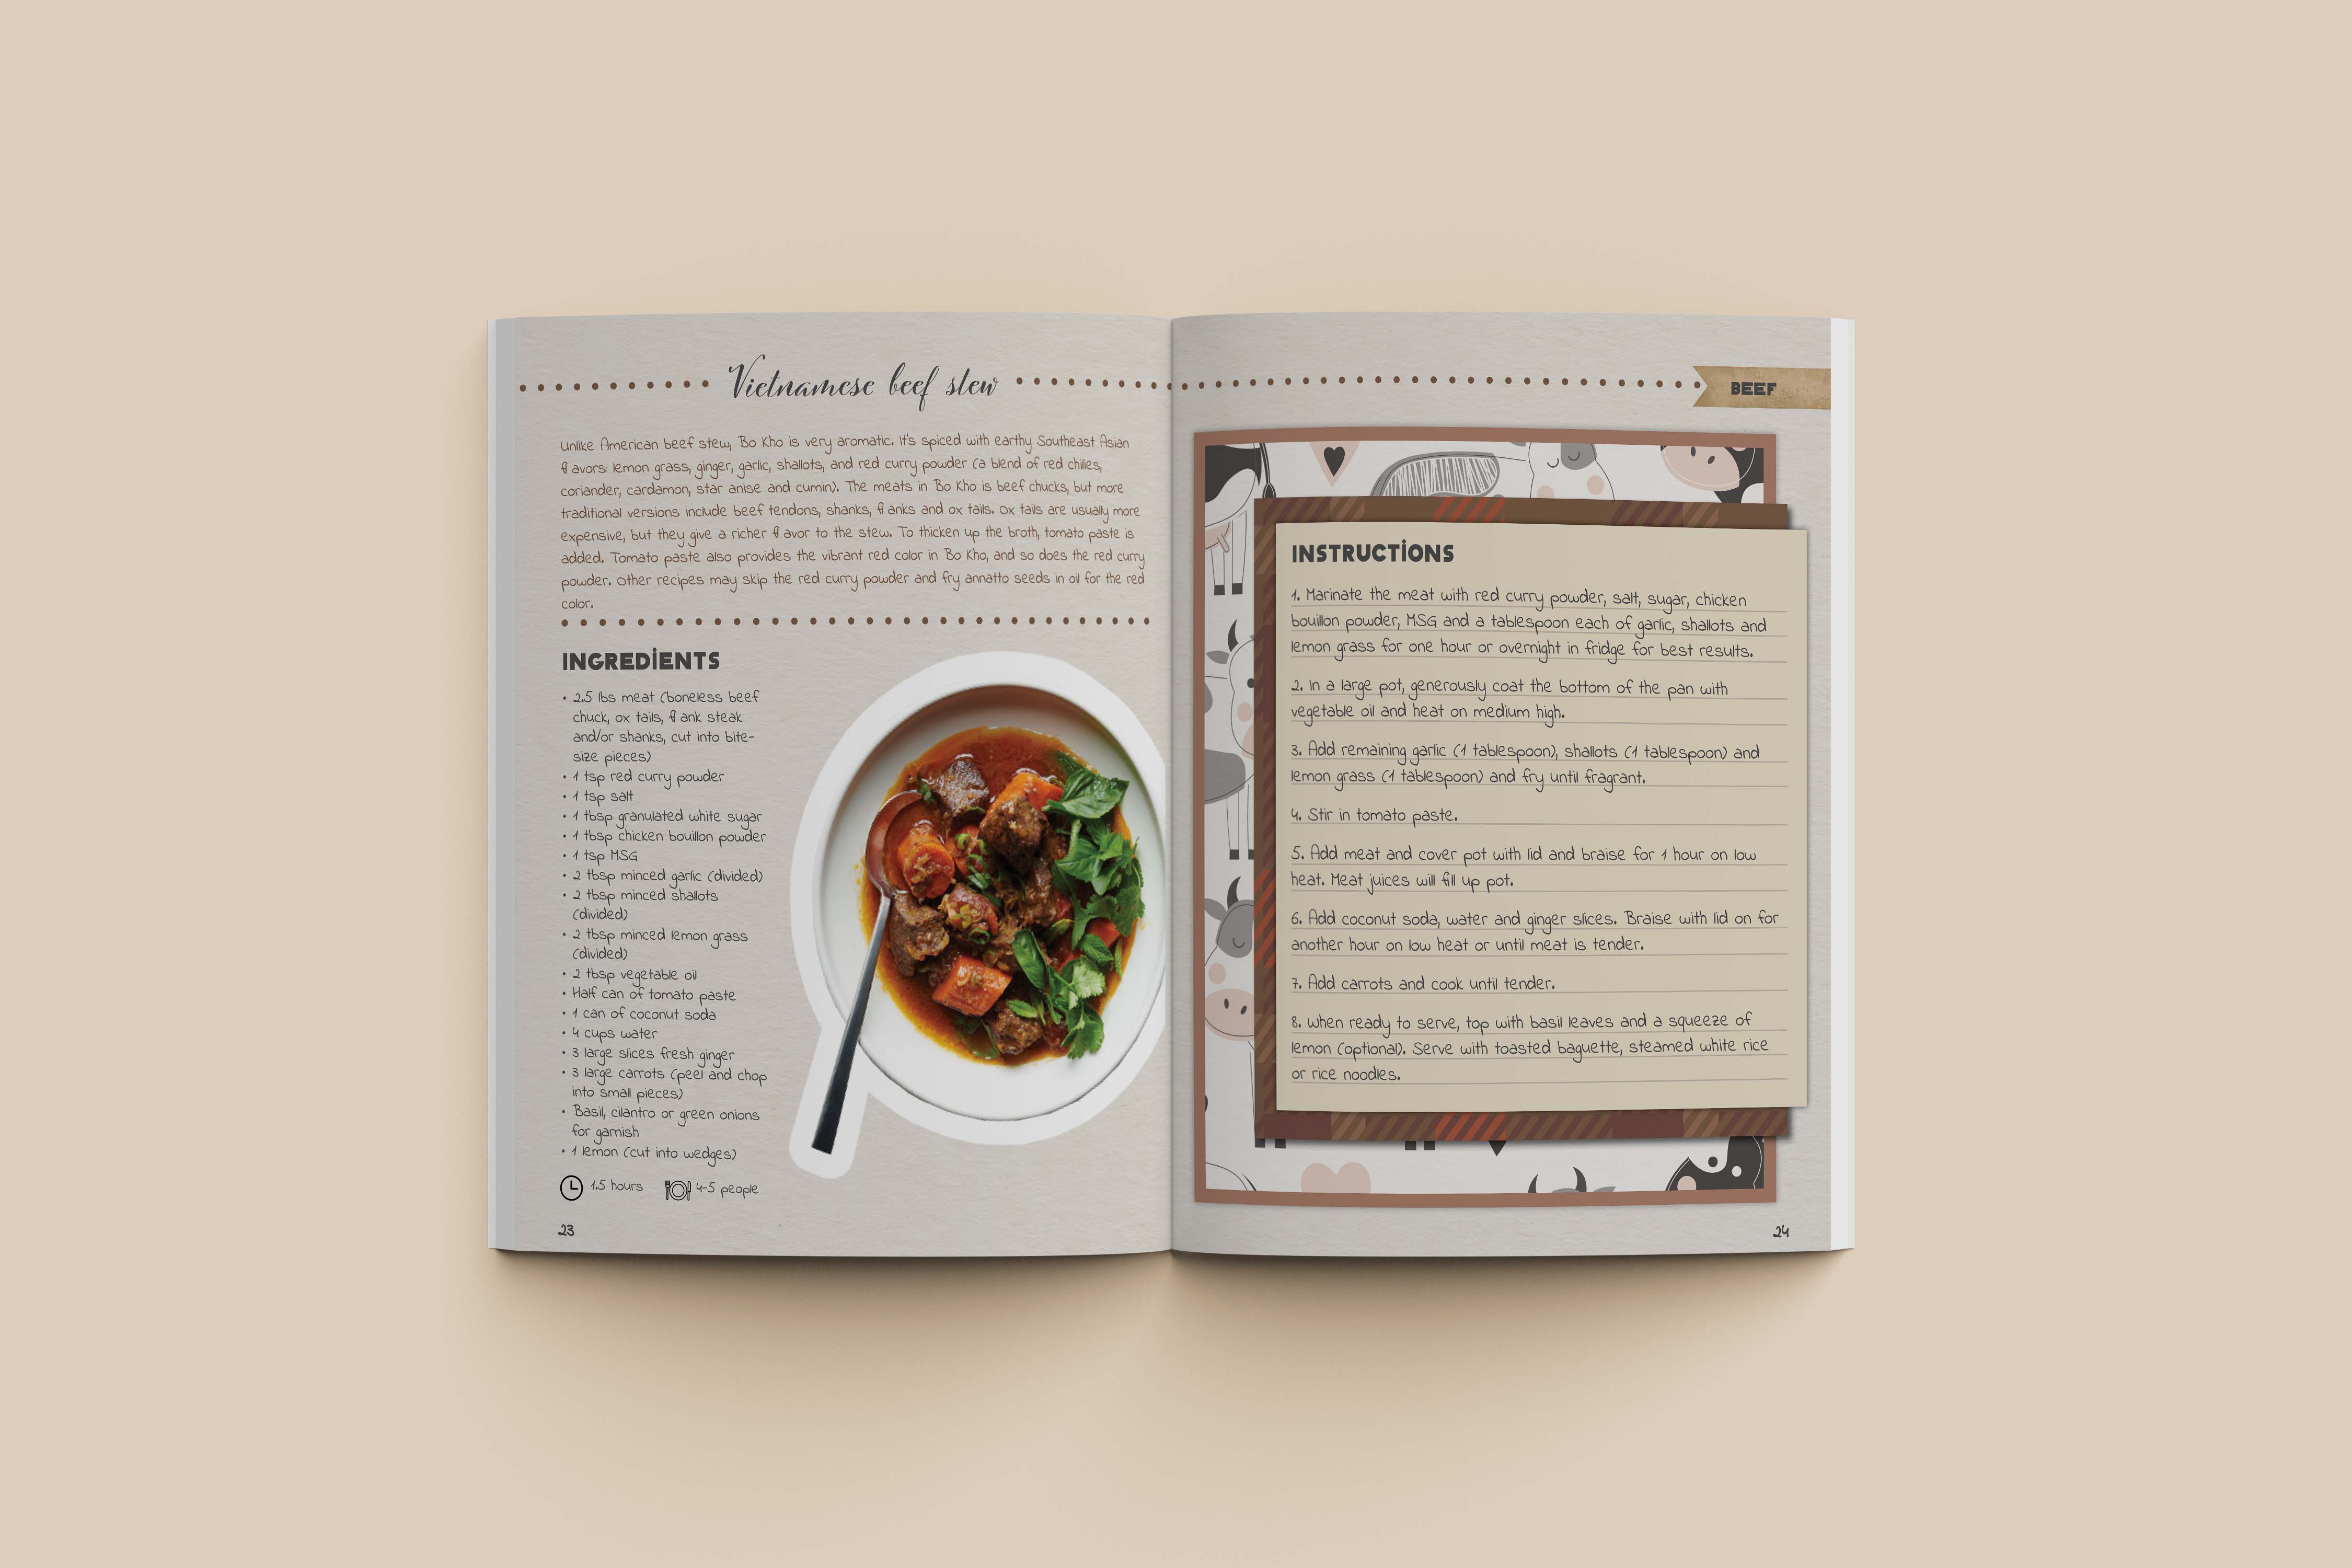 Vietnamese beef stew
Unlike American beef stew, Bo Kho is very aromatic. It's spiced with earthy Southeast Asian
flavors: lemon grass, ginger, garlic, shallots, and red curry powder (a blend of red chilies,
coriander, cardamon, star anise and cumin). The meats in Bo Kho is beef chucks, but more
traditional versions include beef tendons, shanks, flanks and ox tails. Ox tails are usually more
expensive, but they give a richer flavor to the stew. To thicken up the broth, tomato paste is
added. Tomato paste also provides the vibrant red color in Bo Kho, and so does the red curry
powder. Other recipes may skip the red curry powder and fry annatto seeds in oil for the red
color.
INGREDIENTS
• 2.5 lbs meat (boneless beef
chuck, ox tails, flank steak
and/or shanks, cut into bite-
size pieces)
• 1 tsp red curry powder
• 1 tsp salt
• 1 tbsp granulated white sugar
• 1 tbsp chicken bouillon powder
• 1 tsp MSG
• 2 tbsp minced garlic (divided)
• 2 tbsp minced shallots
(divided)
• 2 tbsp minced lemon grass
(divided)
• 2 tbsp vegetable oil
• Half can of tomato paste
• 1 can of coconut soda
• 4 cups water
• 3 large slices fresh ginger
• 3 large carrots (peel and chop
into small pieces)
• Basil, cilantro or green onions
for garnish
• 1 lemon (cut into wedges)
1.5 hours 4-5 people
23
BEEF
INSTRUCTIONS
1. Marinate the meat with red curry powder, salt, sugar, chicken
bouillon powder, MSG and a tablespoon each of garlic, shallots and
lemon grass for one hour or overnight in fridge for best results.
2. In a large pot, generously coat the bottom of the pan with
vegetable oil and heat on medium high.
3. Add remaining garlic (1 tablespoon), shallots (1 tablespoon) and
lemon grass (1 tablespoon) and fry until fragrant.
4. Stir in tomato paste.
5. Add meat and cover pot with lid and braise for 1 hour on low
heat. Meat juices will fill up pot.
6. Add coconut soda, water and ginger slices. Braise with lid on for
another hour on low heat or until meat is tender.
7. Add carrots and cook until tender.
8. When ready to serve, top with basil leaves and a squeeze of
lemon (optional). Serve with toasted baguette, steamed white rice
or rice noodles.
24